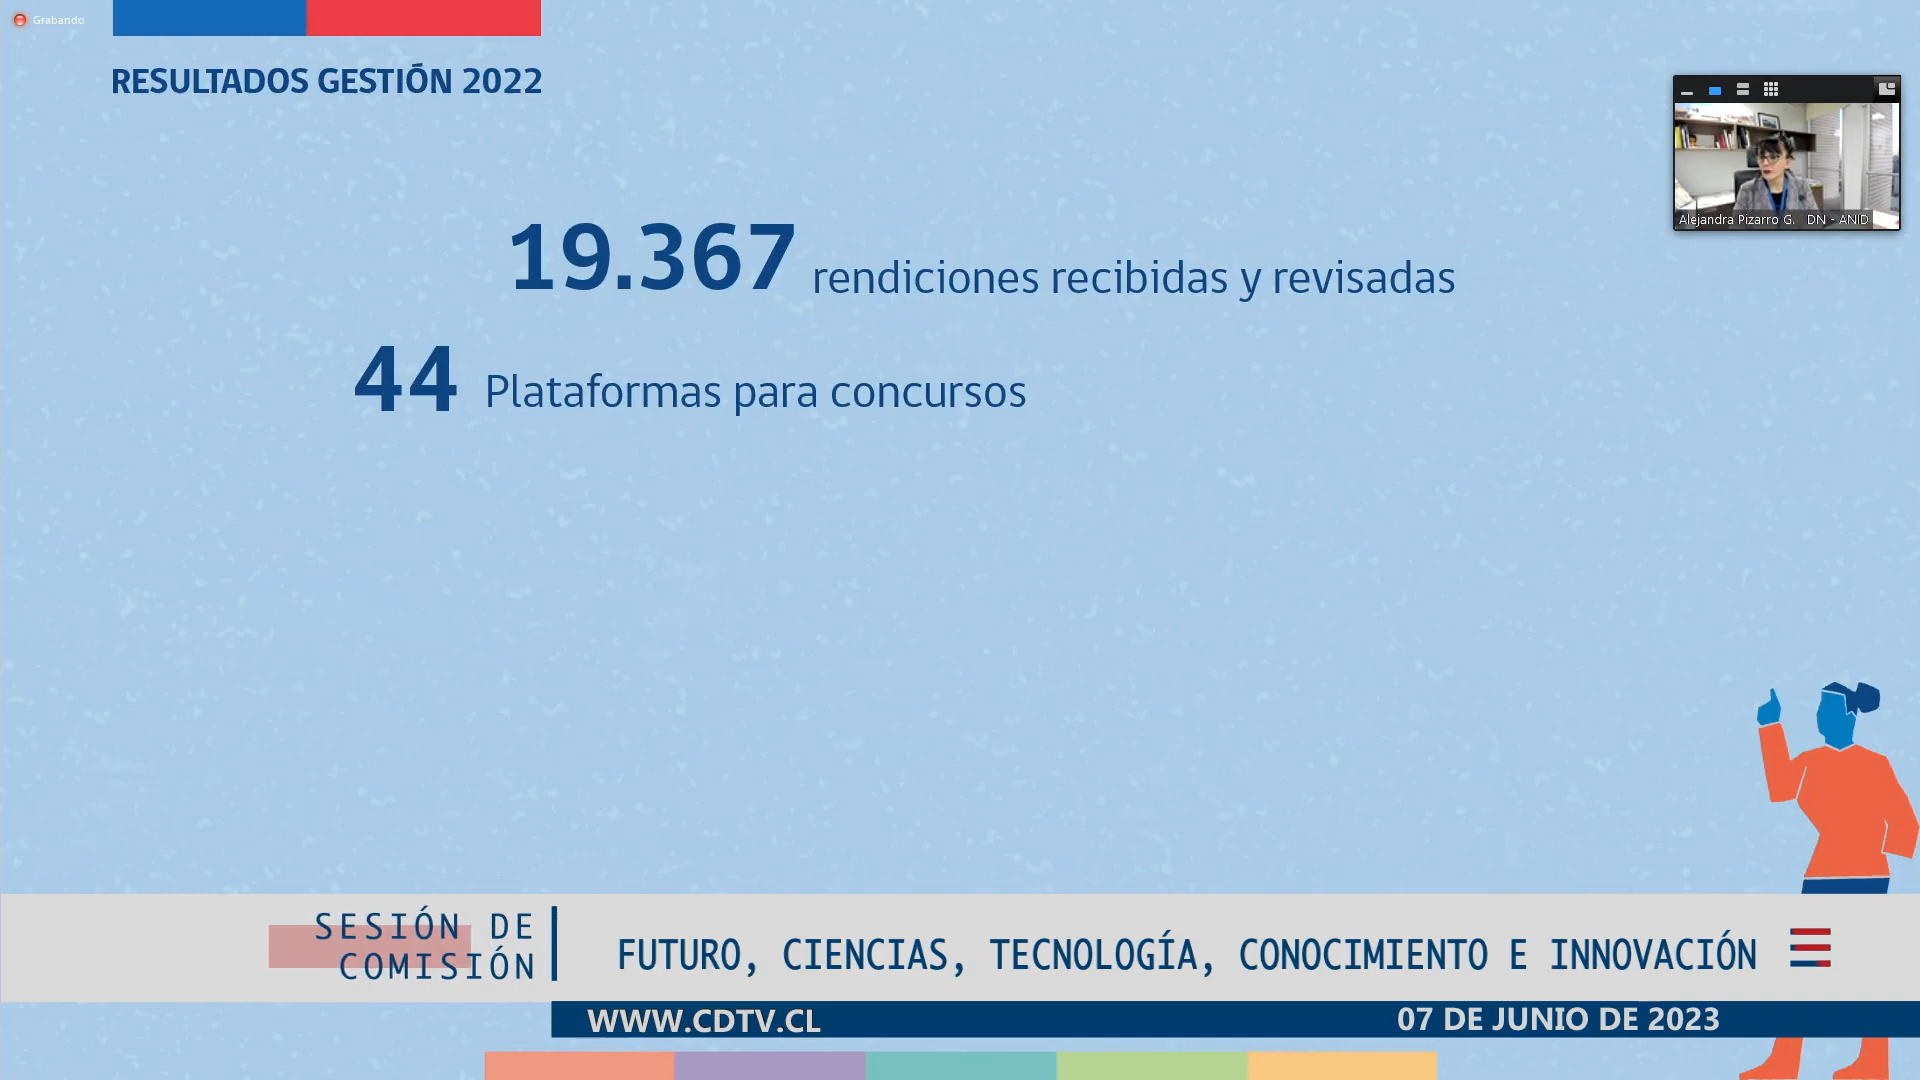 Grabando
RESULTADOS GESTIÓN 2022
19.367 rendiciones recibidas y revisadas
44 Plataformas para concursos
Alejandra Pizarro G. DN - ANID
SESIÓN DE
COMISIÓN
FUTURO, CIENCIAS, TECNOLOGÍA, CONOCIMIENTO E INNOVACIÓN
WWW.CDTV.CL
07 DE JUNIO DE 2023